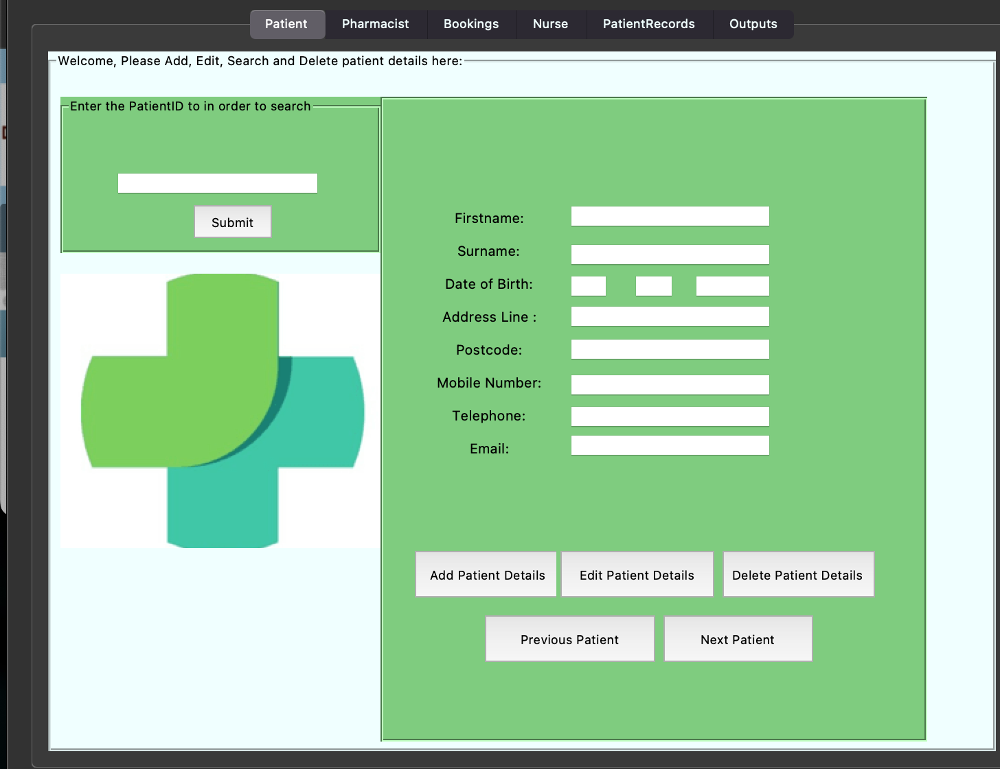 Patient
Pharmacist
Bookings
Nurse
PatientRecords
Outputs
Welcome, Please Add, Edit, Search and Delete patient details here:
Enter the PatientID to in order to search
Submit
Firstname:
Surname:
Date of Birth:
Address Line :
Postcode:
Mobile Number:
Telephone:
Email:
Add Patient Details
Edit Patient Details
Delete Patient Details
Previous Patient
Next Patient